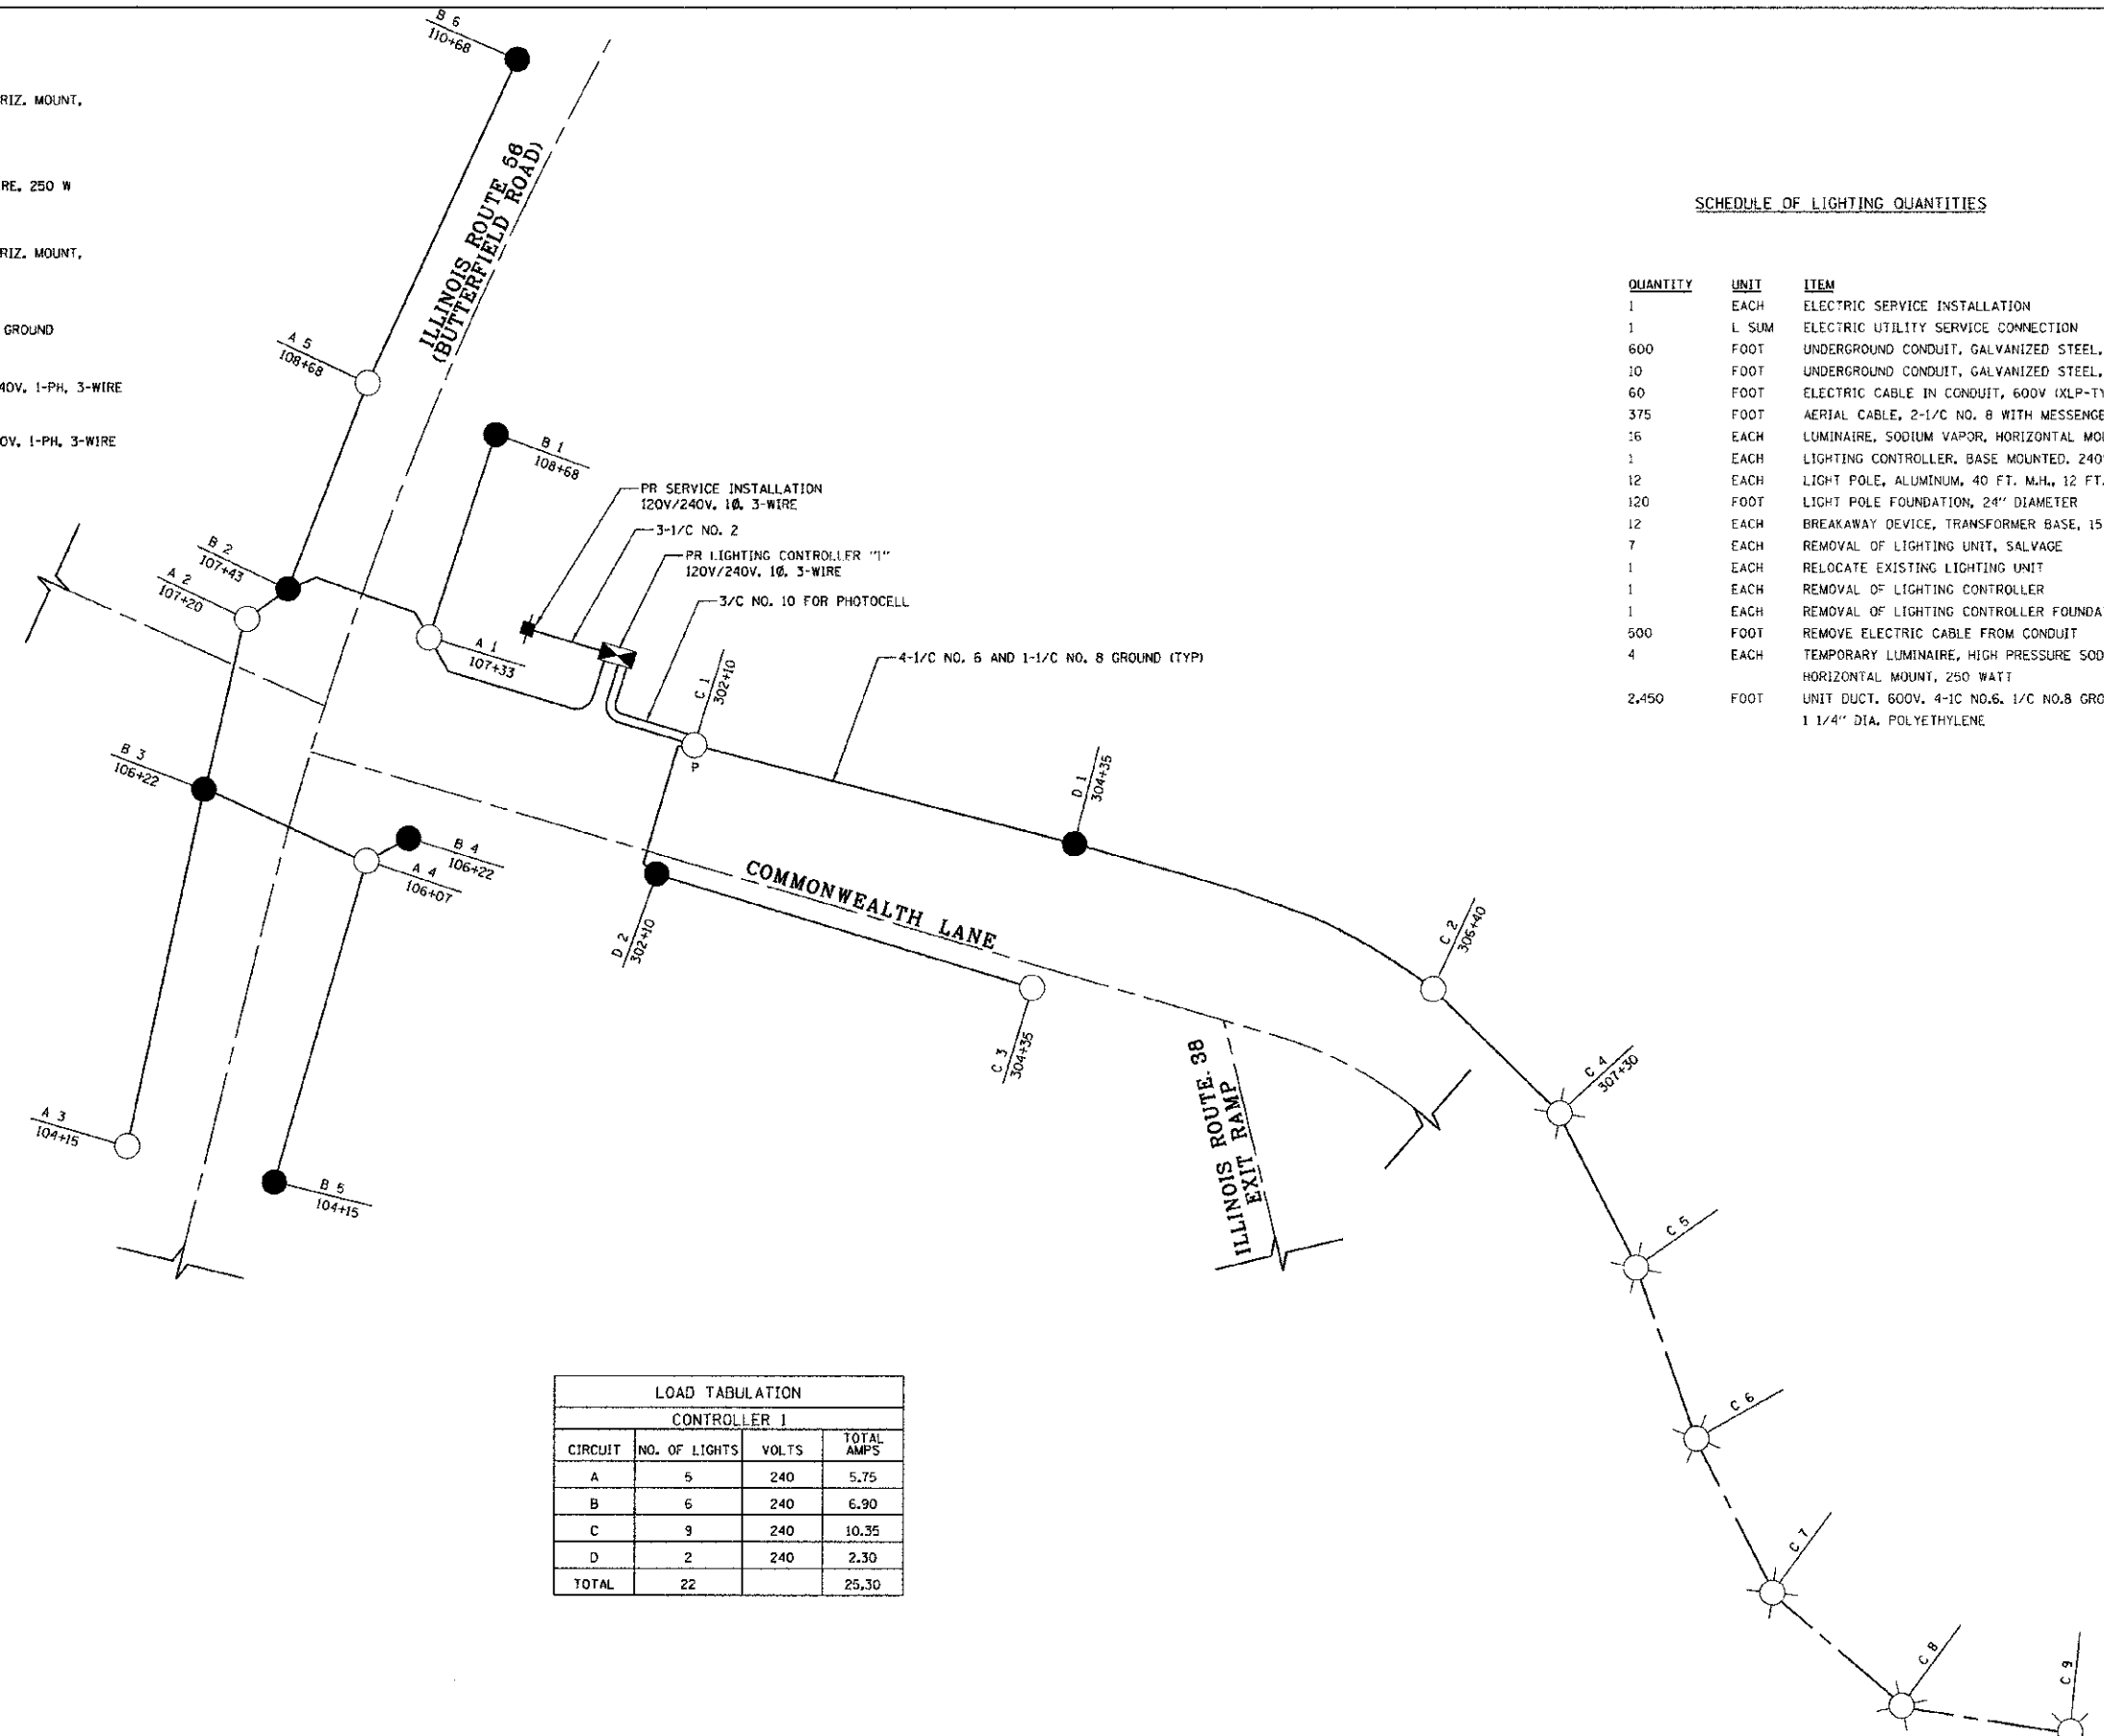 RIZ. MOUNT,
RE, 250 W
RIZ. MOUNT,
GROUND
40V, 1-PH, 3-WIRE
0V, 1-PH, 3-WIRE
B 6
110+68
ILLINOIS ROUTE 56
(BUTTERFIELD ROAD)
A 5
108+68
B 1
108+68
PR SERVICE INSTALLATION
120V/240V, 1Ø, 3-WIRE
3-1/C NO. 2
PR LIGHTING CONTROLLER "1"
120V/240V, 1Ø, 3-WIRE
3/C NO. 10 FOR PHOTOCELL
4-1/C NO. 6 AND 1-1/C NO. 8 GROUND (TYP)
B 2
107+43
A 2
107+20
A 1
107+33
C 1
302+10
P
B 3
106+22
D 1
304+35
B 4
106+22
A 4
106+07
COMMONWEALTH LANE
D 2
302+10
C 2
306+40
C 3
304+35
C 4
307+30
ILLINOIS ROUTE 38
EXIT RAMP
A 3
104+15
B 5
104+15
C 5
C 6
C 7
C 8
C 9
SCHEDULE OF LIGHTING QUANTITIES
QUANTITY UNIT ITEM
1 EACH ELECTRIC SERVICE INSTALLATION
1 L SUM ELECTRIC UTILITY SERVICE CONNECTION
600 FOOT UNDERGROUND CONDUIT, GALVANIZED STEEL,
10 FOOT UNDERGROUND CONDUIT, GALVANIZED STEEL,
60 FOOT ELECTRIC CABLE IN CONDUIT, 600V (XLP-TY
375 FOOT AERIAL CABLE, 2-1/C NO. 8 WITH MESSENGE
16 EACH LUMINAIRE, SODIUM VAPOR, HORIZONTAL MO
1 EACH LIGHTING CONTROLLER, BASE MOUNTED, 240
12 EACH LIGHT POLE, ALUMINUM, 40 FT. M.H., 12 FT.
120 FOOT LIGHT POLE FOUNDATION, 24" DIAMETER
12 EACH BREAKAWAY DEVICE, TRANSFORMER BASE, 15
7 EACH REMOVAL OF LIGHTING UNIT, SALVAGE
1 EACH RELOCATE EXISTING LIGHTING UNIT
1 EACH REMOVAL OF LIGHTING CONTROLLER
1 EACH REMOVAL OF LIGHTING CONTROLLER FOUNDA
500 FOOT REMOVE ELECTRIC CABLE FROM CONDUIT
4 EACH TEMPORARY LUMINAIRE, HIGH PRESSURE SOD
HORIZONTAL MOUNT, 250 WATT
2,450 FOOT UNIT DUCT, 600V, 4-1C NO.6, 1/C NO.8 GRO
1 1/4" DIA. POLYETHYLENE
LOAD TABULATION
CONTROLLER 1
CIRCUIT NO. OF LIGHTS VOLTS TOTAL AMPS
A 5 240 5.75
B 6 240 6.90
C 9 240 10.35
D 2 240 2.30
TOTAL 22 25.30